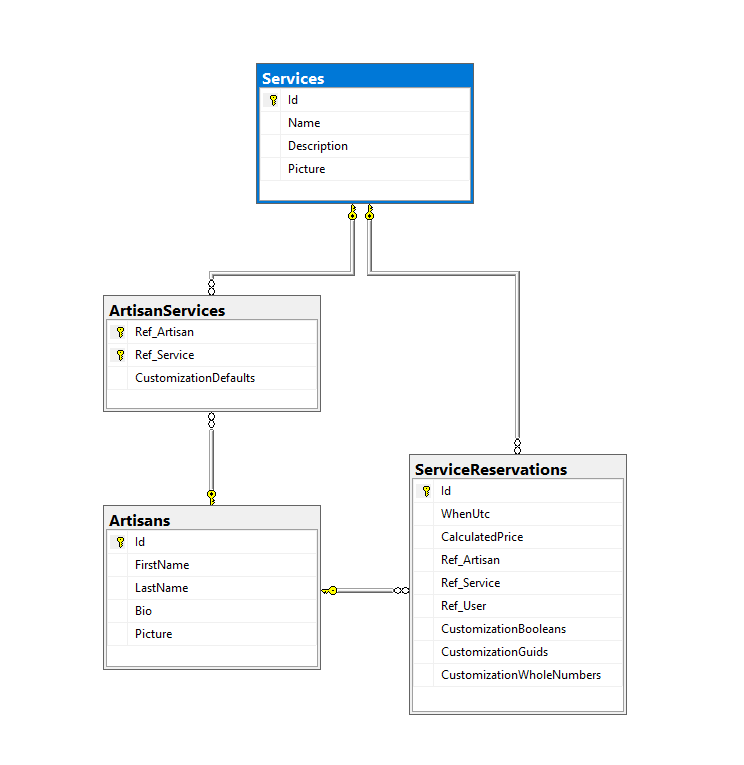 Services
Id
Name
Description
Picture
ArtisanServices
Ref_Artisan
Ref_Service
CustomizationDefaults
Artisans
Id
FirstName
LastName
Bio
Picture
ServiceReservations
Id
WhenUtc
CalculatedPrice
Ref_Artisan
Ref_Service
Ref_User
CustomizationBooleans
CustomizationGuids
CustomizationWholeNumbers